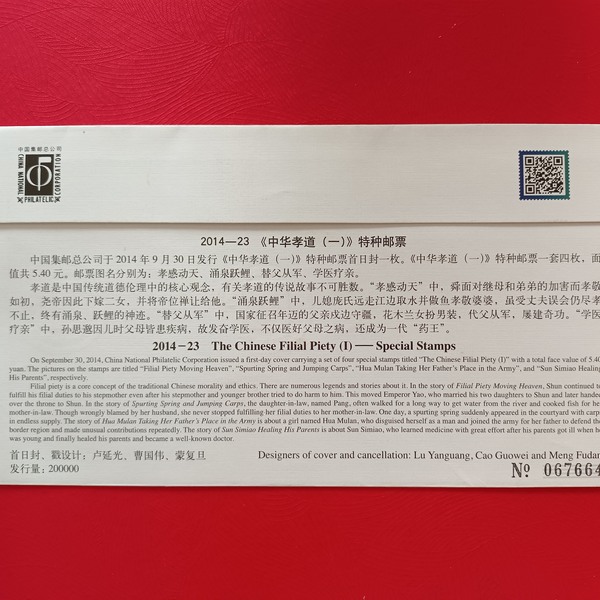 中国集邮总公司
CHINA NATIONAL
PHILATELIC
CORPORATION
2014—23 《中华孝道（一）》特种邮票
中国集邮总公司于 2014 年 9 月 30 日发行《中华孝道（一）》特种邮票首日封一枚。《中华孝道（一）》特种邮票一套四枚，面
值共 5.40 元。邮票图名分别为：孝感动天、涌泉跃鲤、替父从军、学医疗亲。
孝道是中国传统道德伦理中的核心观念，有关孝道的传说故事不可胜数。“孝感动天”中，舜面对继母和弟弟的加害而孝敬
如初，尧帝因此下嫁二女，并将帝位禅让给他。“涌泉跃鲤”中，儿媳庞氏远走江边取水并做鱼孝敬婆婆，虽受丈夫误会仍尽孝
不止，终有涌泉、跃鲤的神迹。“替父从军”中，国家征召年迈的父亲戍边守疆，花木兰女扮男装，代父从军，屡建奇功。“学医
疗亲”中，孙思邈因儿时父母皆患疾病，故发奋学医，不仅医好父母之病，还成为一代“药王”。
2014－23 The Chinese Filial Piety (I) — Special Stamps
On September 30, 2014, China National Philatelic Corporation issued a first-day cover carrying a set of four special stamps titled "The Chinese Filial Piety (I)" with a total face value of 5.40
yuan. The pictures on the stamps are titled "Filial Piety Moving Heaven", "Spurting Spring and Jumping Carps", "Hua Mulan Taking Her Father's Place in the Army", and "Sun Simiao Healing
His Parents", respectively.
Filial piety is a core concept of the traditional Chinese morality and ethics. There are numerous legends and stories about it. In the story of Filial Piety Moving Heaven, Shun continued to
fulfill his filial duties to his stepmother even after his stepmother and younger brother tried to do harm to him. This moved Emperor Yao, who married his two daughters to Shun and later handed
over the throne to Shun. In the story of Spurting Spring and Jumping Carps, the daughter-in-law, named Pang, often walked for a long way to get water from the river and cooked fish for her
mother-in-law. Though wrongly blamed by her husband, she never stopped fulfilling her filial duties to her mother-in-law. One day, a spurting spring suddenly appeared in the courtyard with carps
in endless supply. The story of Hua Mulan Taking Her Father's Place in the Army is about a girl named Hua Mulan, who disguised herself as a man and joined the army for her father to defend the
border region and made unusual contributions repeatedly. The story of Sun Simiao Healing His Parents is about Sun Simiao, who learned medicine with great effort after his parents got ill when he
was young and finally healed his parents and became a well-known doctor.
首日封、戳设计：卢延光、曹国伟、蒙复旦
Designers of cover and cancellation: Lu Yanguang, Cao Guowei and Meng Fudan
发行量：200000
№ 067664